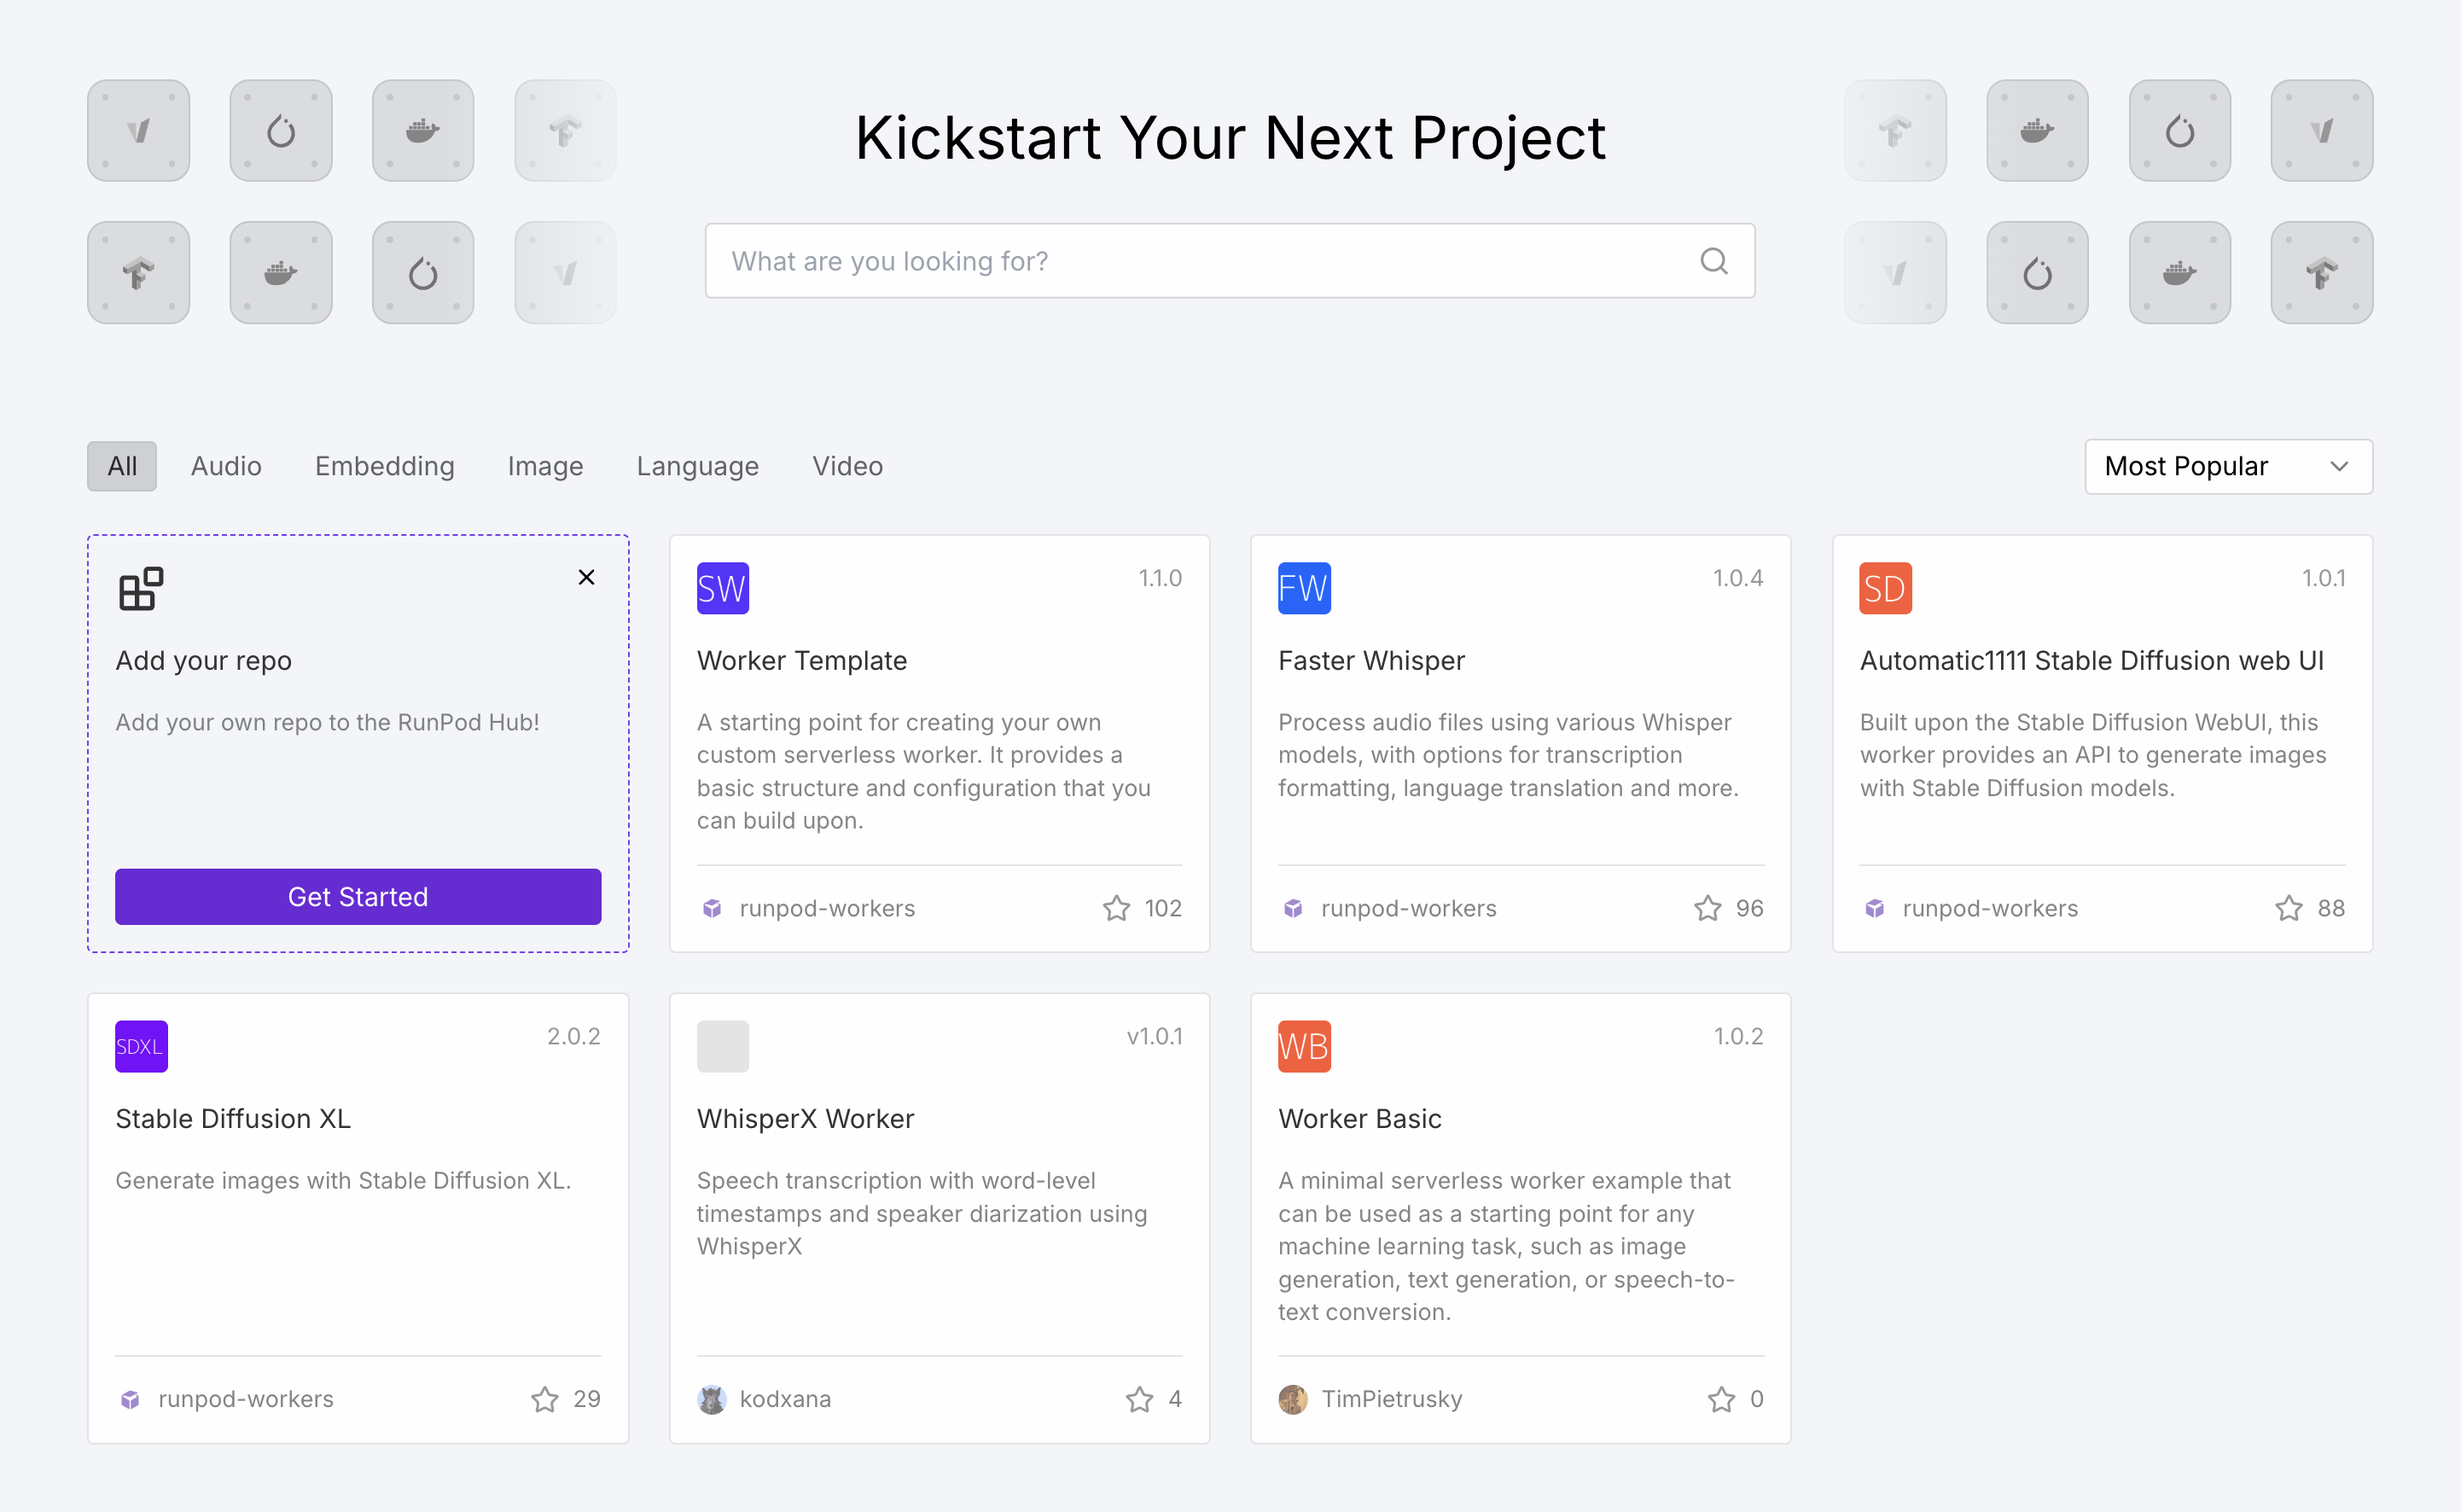 Kickstart Your Next Project
What are you looking for?
All
Audio
Embedding
Image
Language
Video
Most Popular
Add your repo
Add your own repo to the RunPod Hub!
Get Started
SW
1.1.0
Worker Template
A starting point for creating your own
custom serverless worker. It provides a
basic structure and configuration that you
can build upon.
runpod-workers
102
FW
1.0.4
Faster Whisper
Process audio files using various Whisper
models, with options for transcription
formatting, language translation and more.
runpod-workers
96
SD
1.0.1
Automatic1111 Stable Diffusion web UI
Built upon the Stable Diffusion WebUI, this
worker provides an API to generate images
with Stable Diffusion models.
runpod-workers
88
SDXL
2.0.2
Stable Diffusion XL
Generate images with Stable Diffusion XL.
runpod-workers
29
v1.0.1
WhisperX Worker
Speech transcription with word-level
timestamps and speaker diarization using
WhisperX
kodxana
4
WB
1.0.2
Worker Basic
A minimal serverless worker example that
can be used as a starting point for any
machine learning task, such as image
generation, text generation, or speech-to-
text conversion.
TimPietrusky
0